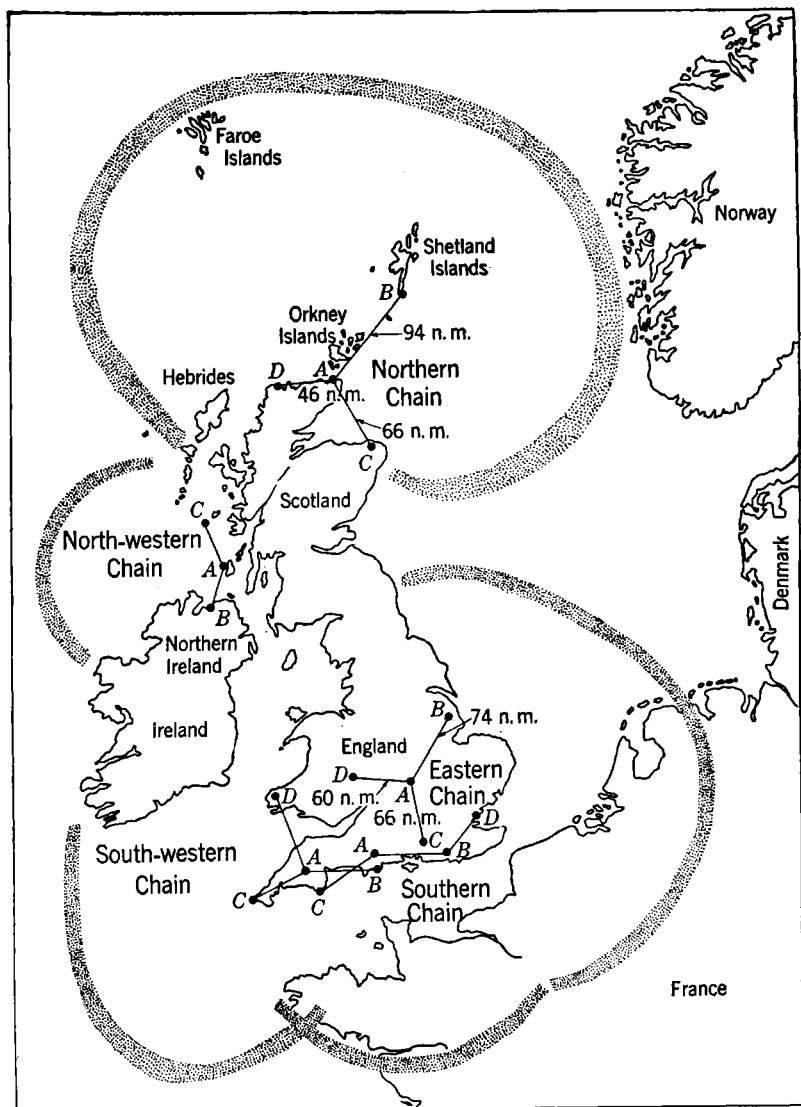 Faroe
Islands
Norway
Shetland
Islands
B
Orkney
Islands
94 n. m.
D
A
Northern
Chain
Hebrides
46 n. m.
66 n. m.
C
Scotland
C
North-western
Chain
A
B
Denmark
Northern
Ireland
Ireland
B
74 n. m.
England
D
A
Eastern
Chain
60 n. m.
66 n. m.
D
D
C
B
South-western
Chain
A
A
B
C
C
Southern
Chain
France